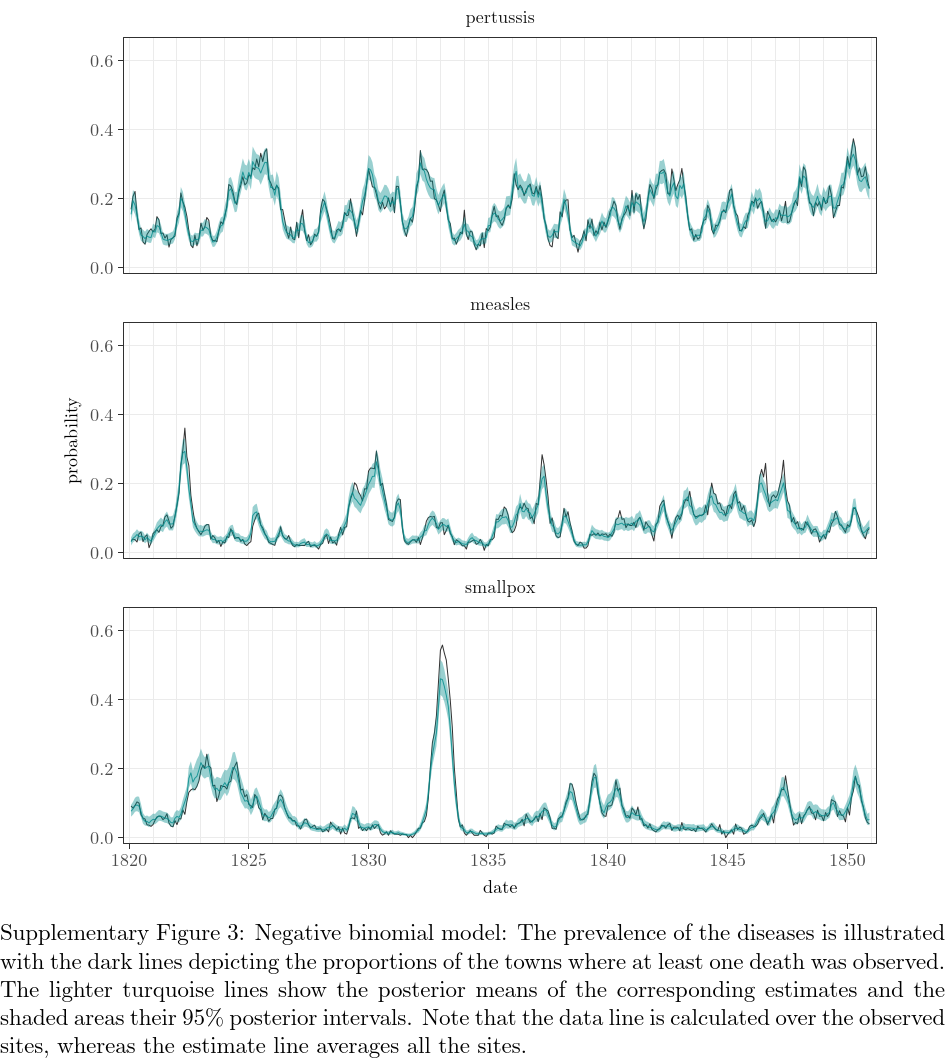 pertussis
0.6
0.4
0.2
0.0
measles
0.6
0.4
0.2
0.0
probability
smallpox
0.6
0.4
0.2
0.0
1820 1825 1830 1835 1840 1845 1850
date
Supplementary Figure 3: Negative binomial model: The prevalence of the diseases is illustrated
with the dark lines depicting the proportions of the towns where at least one death was observed.
The lighter turquoise lines show the posterior means of the corresponding estimates and the
shaded areas their 95% posterior intervals. Note that the data line is calculated over the observed
sites, whereas the estimate line averages all the sites.